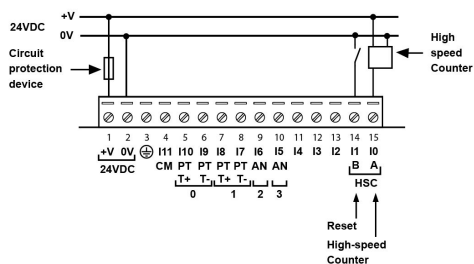 +V
24VDC
0V
High
speed
Counter
Circuit
protection
device
1 2 3 4 5 6 7 8 9 10 11 12 13 14 15
+V 0V I11 I10 I9 I8 I7 I6 I5 I4 I3 I2 I1 I0
24VDC CM PT PT PT PT AN AN B A
T+ T- T+ T- HSC
0 1 2 3
Reset
High-speed
Counter